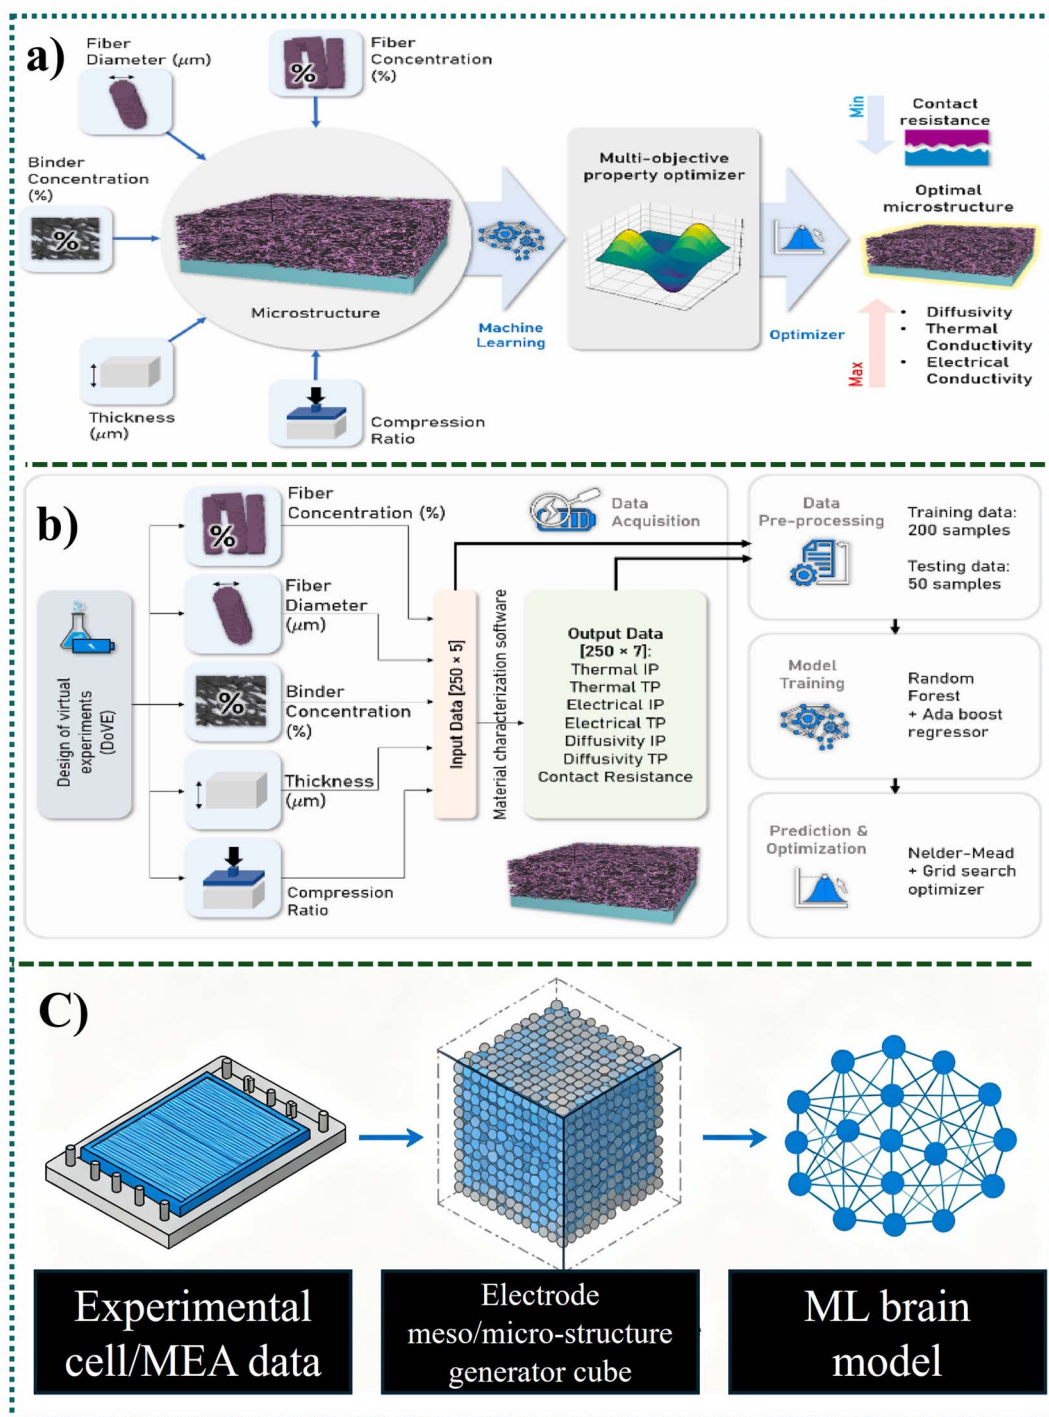 a)
Fiber
Diameter (μm)
%
Fiber
Concentration
(%)
Binder
Concentration
(%)
%
Microstructure
Thickness
(μm)
Compression
Ratio
Machine
Learning
Multi-objective
property optimizer
Optimizer
Min
Contact
resistance
Optimal
microstructure
Max
• Diffusivity
• Thermal
Conductivity
• Electrical
Conductivity
b)
Design of virtual
experiments
(DoVE)
%
Fiber
Concentration (%)
Fiber
Diameter
(μm)
%
Binder
Concentration
(%)
Thickness
(μm)
Compression
Ratio
Input Data [250 × 5]
Material characterization software
Data
Acquisition
Output Data
[250 × 7]:
Thermal IP
Thermal TP
Electrical IP
Electrical TP
Diffusivity IP
Diffusivity TP
Contact Resistance
Data
Pre-processing
Training data:
200 samples
Testing data:
50 samples
Model
Training
Random
Forest
+ Ada boost
regressor
Prediction &
Optimization
Nelder-Mead
+ Grid search
optimizer
C)
Experimental
cell/MEA data
Electrode
meso/micro-structure
generator cube
ML brain
model